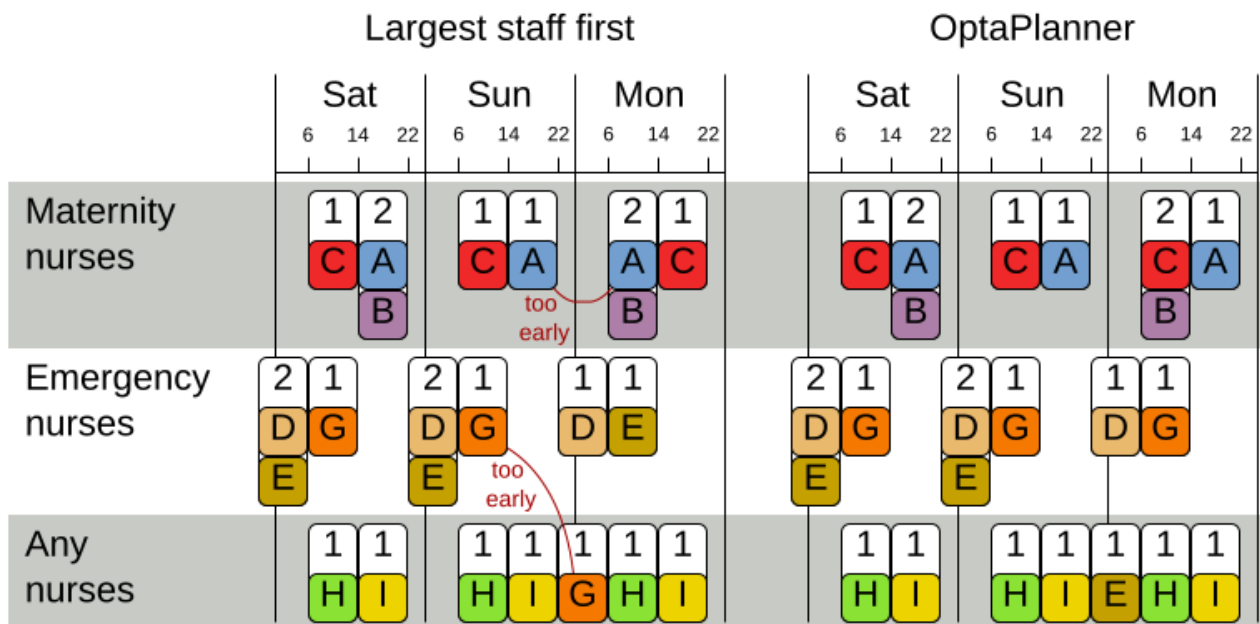 Largest staff first OptaPlanner
Sat Sun Mon Sat Sun Mon
6 14 22 6 14 22 6 14 22 6 14 22 6 14 22 6 14 22
Maternity 1 2 1 1 2 1 1 2 1 1 2 1
nurses C A C A A C C A C A C A
B too B B B
early
Emergency 2 1 2 1 1 1 2 1 2 1 1 1
nurses D G D G D E D G D G D G
E E too E E
early
Any 1 1 1 1 1 1 1 1 1 1 1 1 1 1
nurses H I H I G H I H I H I E H I